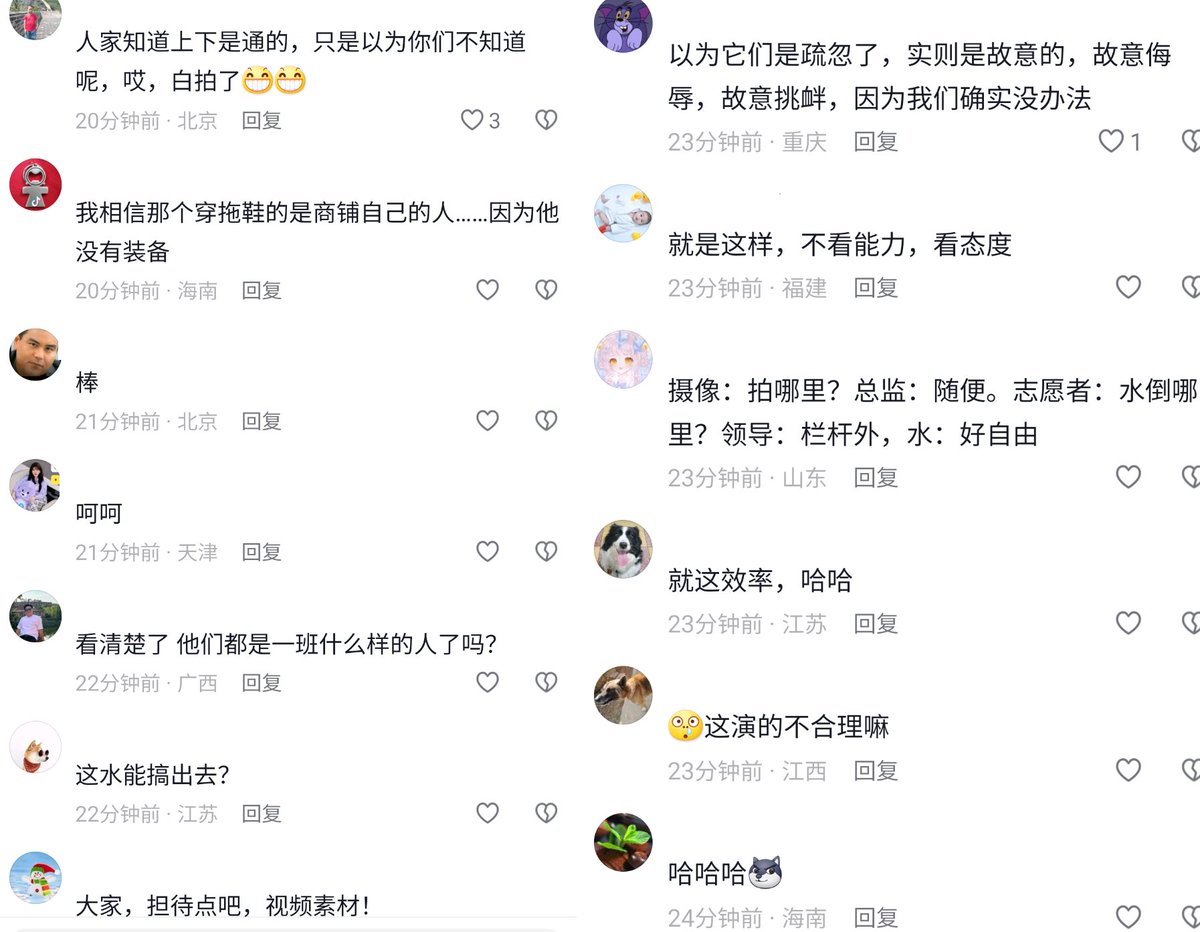 人家知道上下是通的，只是以为你们不知道
呢，哎，白拍了😁😁
20分钟前 · 北京 回复 3
我相信那个穿拖鞋的是商铺自己的人……因为他
没有装备
20分钟前 · 海南 回复
棒
21分钟前 · 北京 回复
呵呵
21分钟前 · 天津 回复
看清楚了 他们都是一班什么样的人了吗？
22分钟前 · 广西 回复
这水能搞出去？
22分钟前 · 江苏 回复
大家，担待点吧，视频素材！
以为它们是疏忽了，实则是故意的，故意侮
辱，故意挑衅，因为我们确实没办法
23分钟前 · 重庆 回复 1
就是这样，不看能力，看态度
23分钟前 · 福建 回复
摄像：拍哪里？总监：随便。志愿者：水倒哪
里？领导：栏杆外，水：好自由
23分钟前 · 山东 回复
就这效率，哈哈
23分钟前 · 江苏 回复
这演的不合理嘛
23分钟前 · 江西 回复
哈哈哈
24分钟前 · 海南 回复